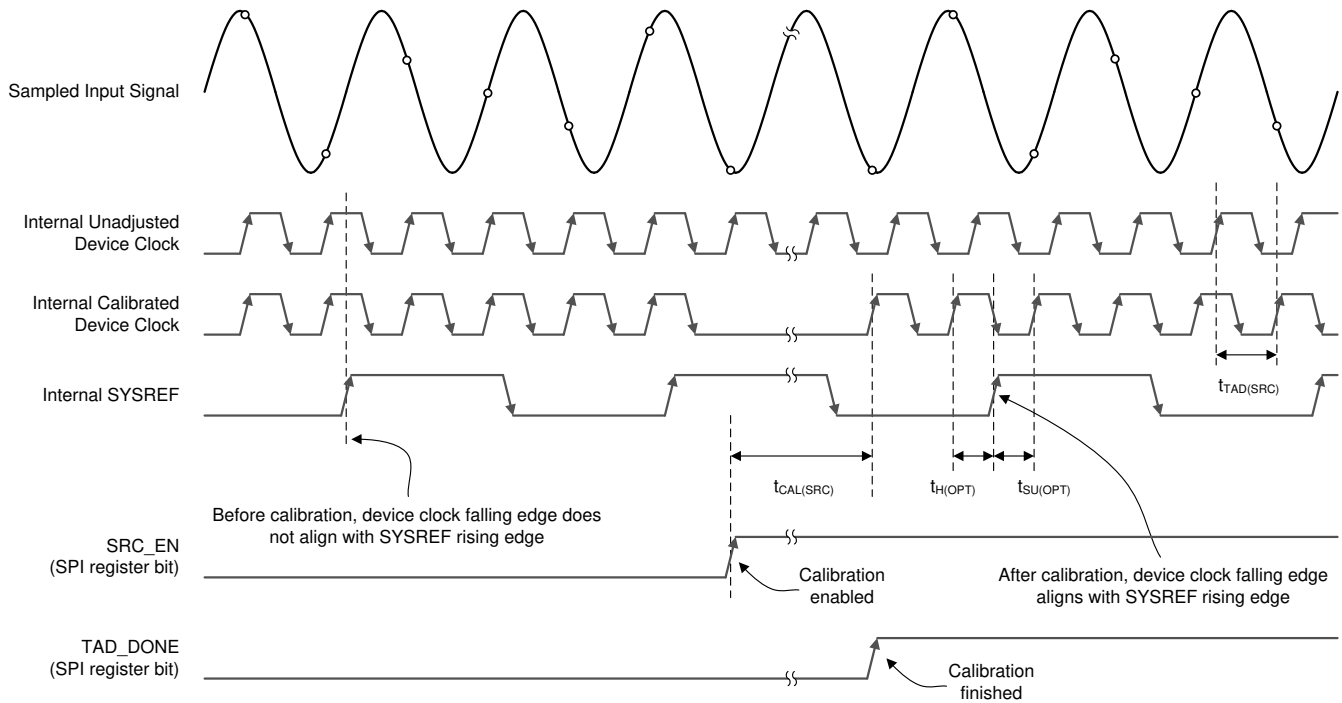 Sampled Input Signal
Internal Unadjusted
Device Clock
Internal Calibrated
Device Clock
Internal SYSREF
tTAD(SRC)
tCAL(SRC)
tH(OPT)
tSU(OPT)
Before calibration, device clock falling edge does
not align with SYSREF rising edge
SRC_EN
(SPI register bit)
Calibration
enabled
After calibration, device clock falling edge
aligns with SYSREF rising edge
TAD_DONE
(SPI register bit)
Calibration
finished